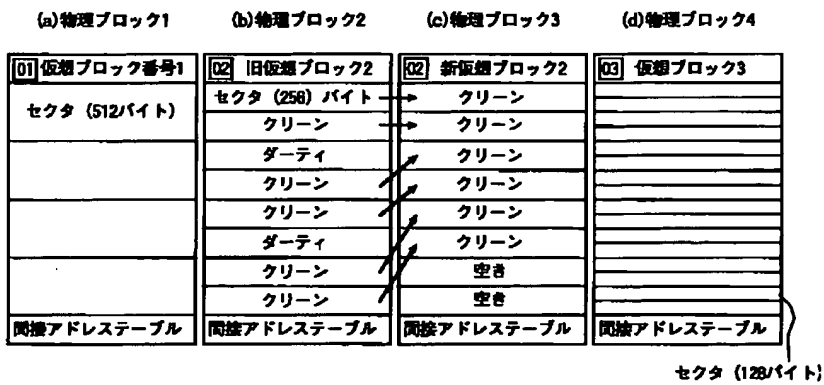 (a)物理ブロック1
(b)物理ブロック2
(c)物理ブロック3
(d)物理ブロック4
01 仮想ブロック番号1
セクタ (512バイト)
間接アドレステーブル
02 旧仮想ブロック2
セクタ (256) バイト
クリーン
ダーティ
クリーン
クリーン
ダーティ
クリーン
クリーン
間接アドレステーブル
02 新仮想ブロック2
クリーン
クリーン
クリーン
クリーン
クリーン
クリーン
空き
空き
間接アドレステーブル
03 仮想ブロック3
間接アドレステーブル
セクタ (128バイト)